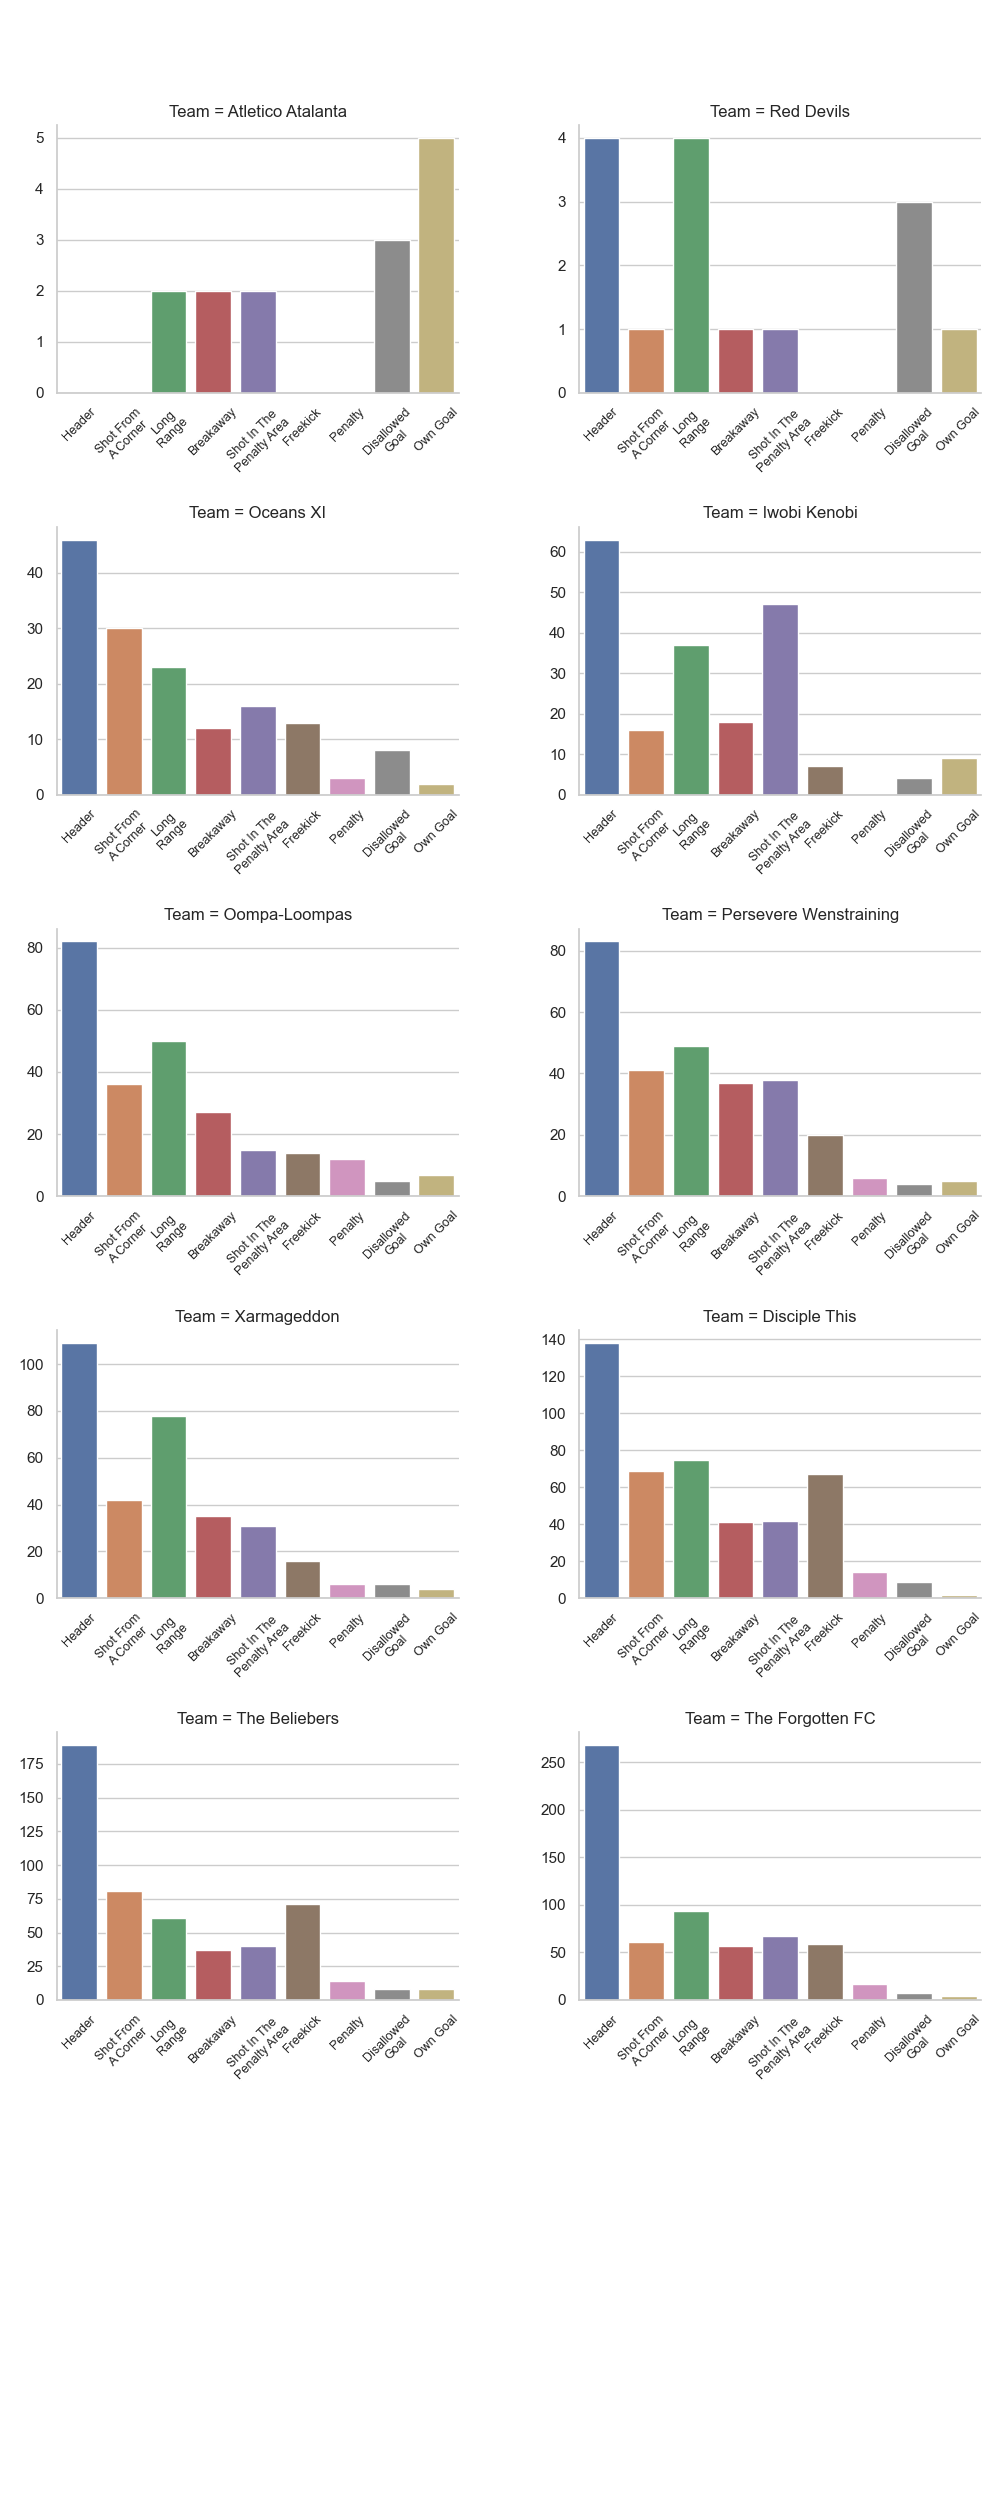 Team = Atletico Atalanta
5
4
3
2
1
0
Header
Shot From
A Corner
Long
Range
Breakaway
Shot In The
Penalty Area
Freekick
Penalty
Disallowed
Goal
Own Goal
Team = Red Devils
4
3
2
1
0
Header
Shot From
A Corner
Long
Range
Breakaway
Shot In The
Penalty Area
Freekick
Penalty
Disallowed
Goal
Own Goal
Team = Oceans XI
40
30
20
10
0
Header
Shot From
A Corner
Long
Range
Breakaway
Shot In The
Penalty Area
Freekick
Penalty
Disallowed
Goal
Own Goal
Team = Iwobi Kenobi
60
50
40
30
20
10
0
Header
Shot From
A Corner
Long
Range
Breakaway
Shot In The
Penalty Area
Freekick
Penalty
Disallowed
Goal
Own Goal
Team = Oompa-Loompas
80
60
40
20
0
Header
Shot From
A Corner
Long
Range
Breakaway
Shot In The
Penalty Area
Freekick
Penalty
Disallowed
Goal
Own Goal
Team = Persevere Wenstraining
80
60
40
20
0
Header
Shot From
A Corner
Long
Range
Breakaway
Shot In The
Penalty Area
Freekick
Penalty
Disallowed
Goal
Own Goal
Team = Xarmageddon
100
80
60
40
20
0
Header
Shot From
A Corner
Long
Range
Breakaway
Shot In The
Penalty Area
Freekick
Penalty
Disallowed
Goal
Own Goal
Team = Disciple This
140
120
100
80
60
40
20
0
Header
Shot From
A Corner
Long
Range
Breakaway
Shot In The
Penalty Area
Freekick
Penalty
Disallowed
Goal
Own Goal
Team = The Beliebers
175
150
125
100
75
50
25
0
Header
Shot From
A Corner
Long
Range
Breakaway
Shot In The
Penalty Area
Freekick
Penalty
Disallowed
Goal
Own Goal
Team = The Forgotten FC
250
200
150
100
50
0
Header
Shot From
A Corner
Long
Range
Breakaway
Shot In The
Penalty Area
Freekick
Penalty
Disallowed
Goal
Own Goal